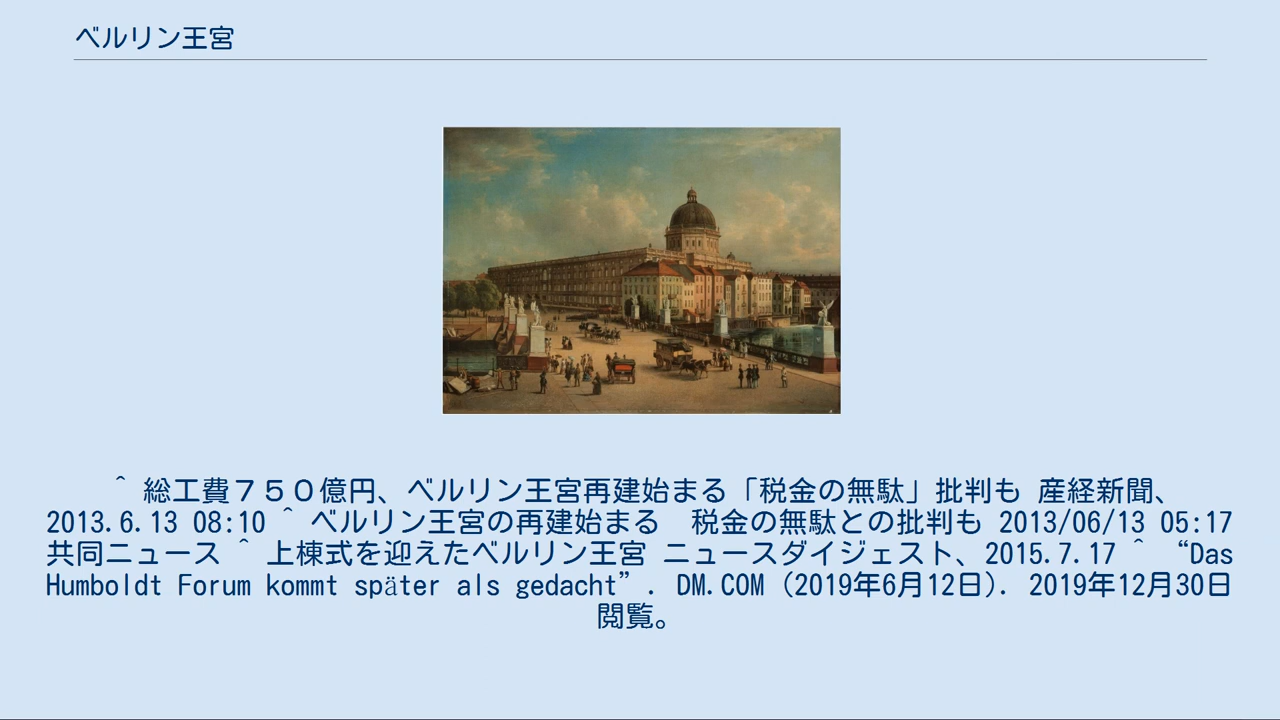 ベルリン王宮
^ 総工費７５０億円、ベルリン王宮再建始まる「税金の無駄」批判も 産経新聞、
2013.6.13 08:10 ^ ベルリン王宮の再建始まる　税金の無駄との批判も 2013/06/13 05:17
共同ニュース ^ 上棟式を迎えたベルリン王宮 ニュースダイジェスト、2015.7.17 ^ “Das
Humboldt Forum kommt später als gedacht”. DM.COM (2019年6月12日). 2019年12月30日
閲覧。